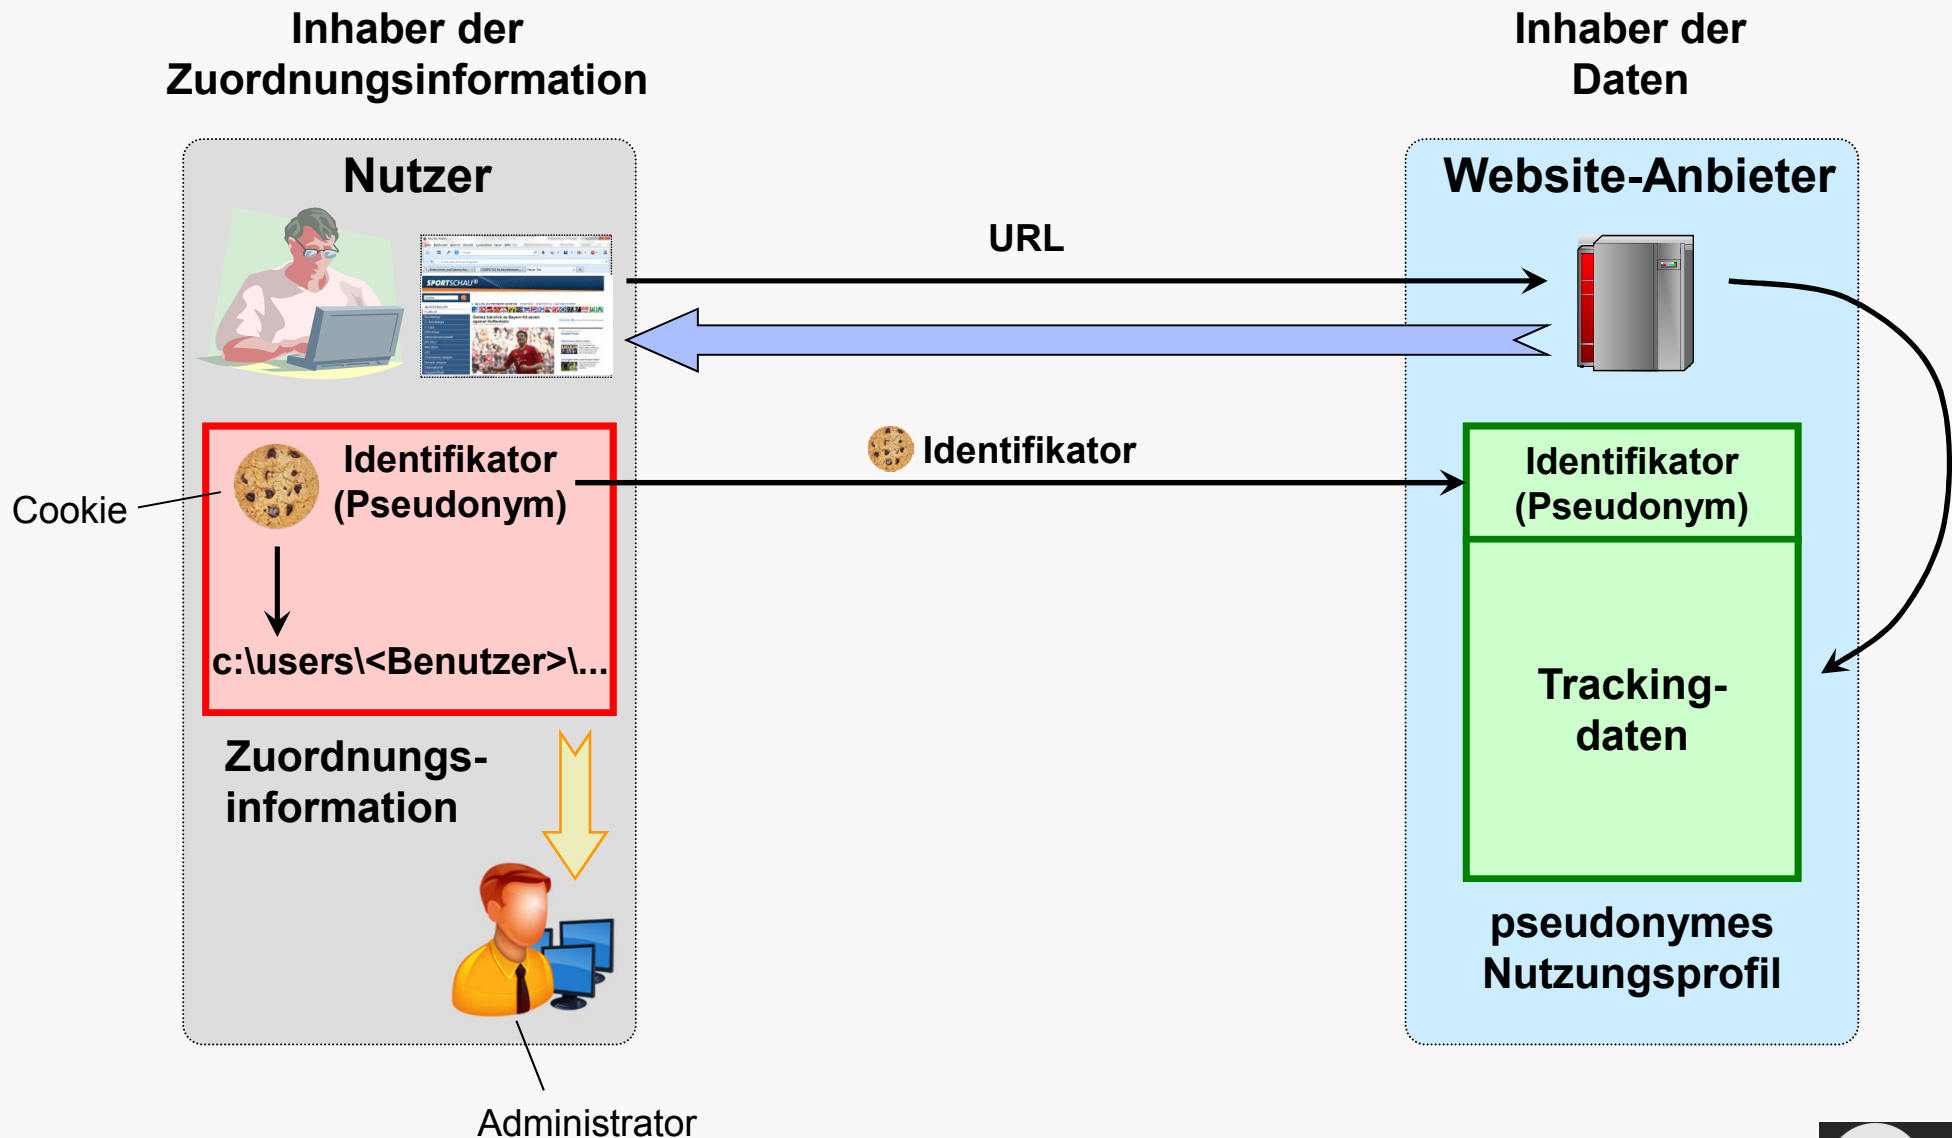 Inhaber der
Zuordnungsinformation
Inhaber der
Daten
Nutzer
Website-Anbieter
URL
SPORTSCHAU
Identifikator
(Pseudonym)
Cookie
c:\users\<Benutzer>\...
Identifikator
Identifikator
(Pseudonym)
Tracking-
daten
Zuordnungs-
information
pseudonymes
Nutzungsprofil
Administrator